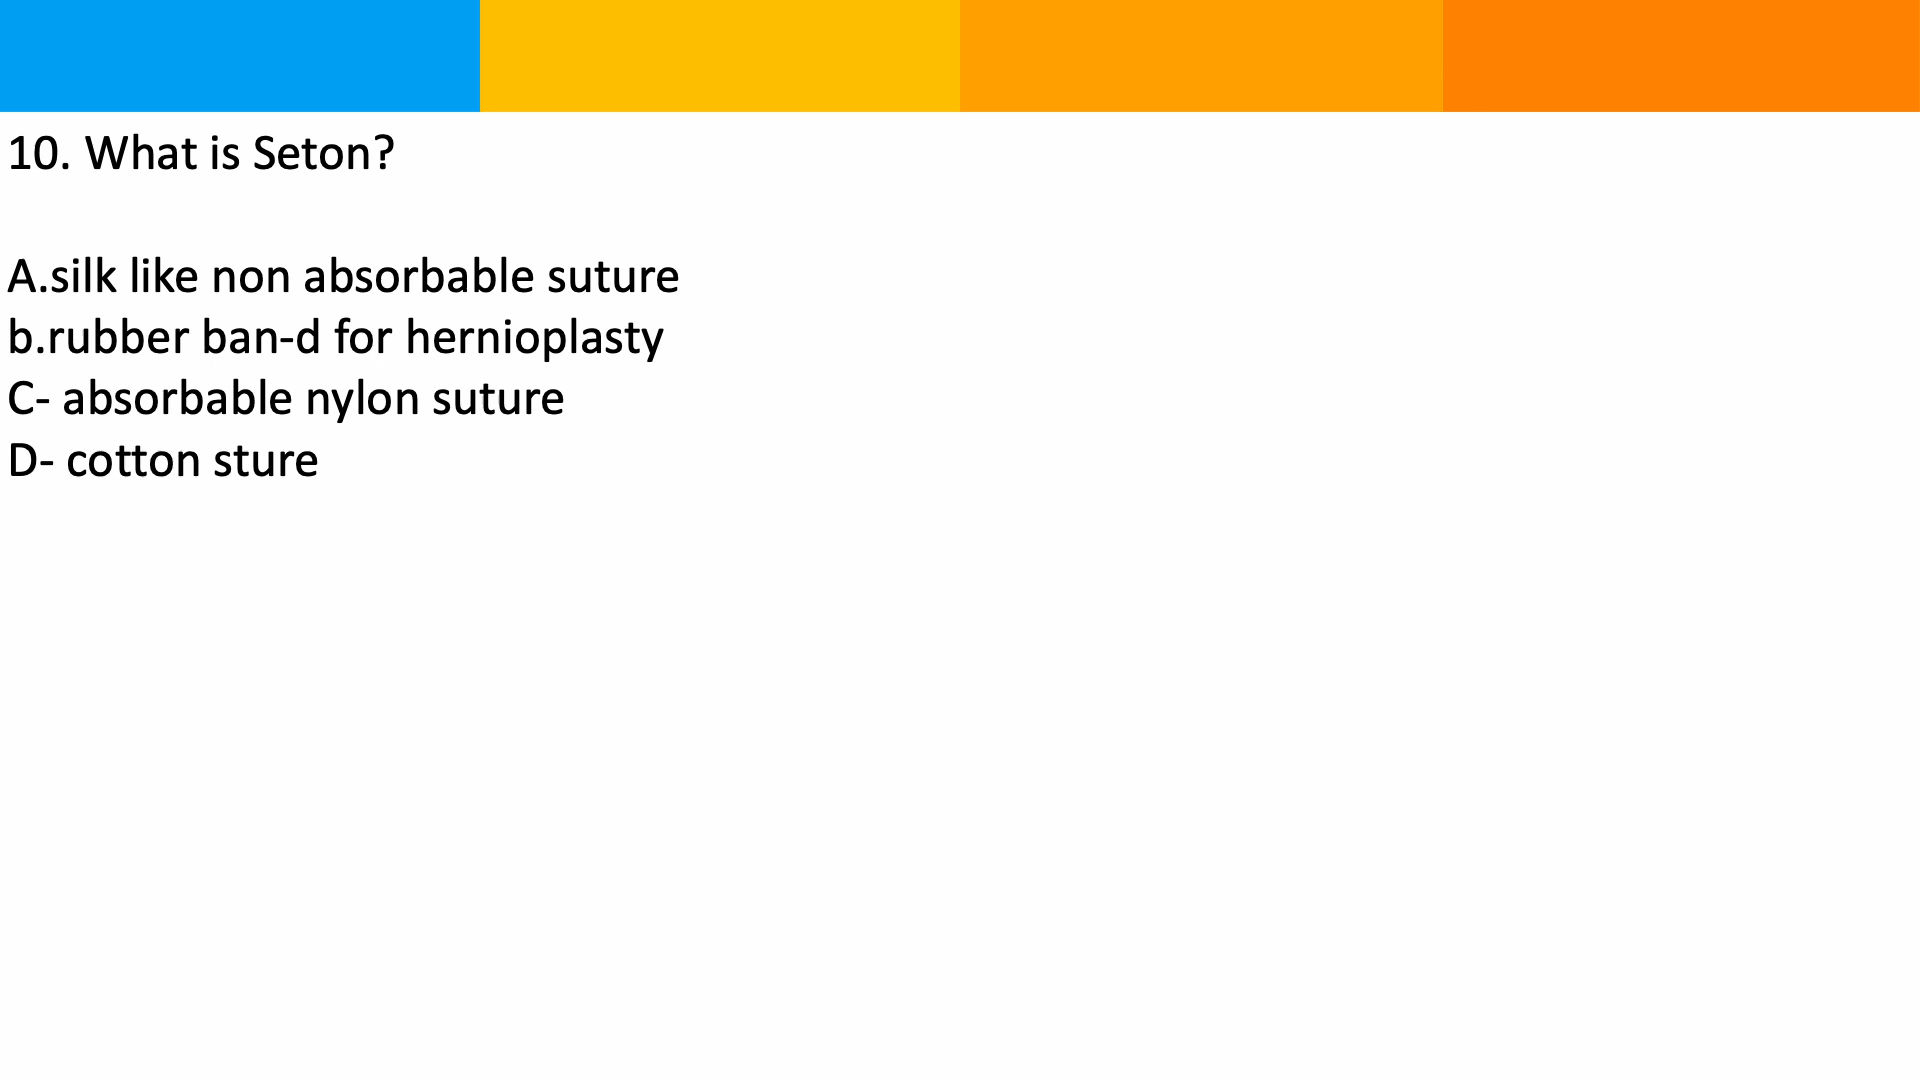 10. What is Seton?
A.silk like non absorbable suture
b.rubber ban-d for hernioplasty
C- absorbable nylon suture
D- cotton sture